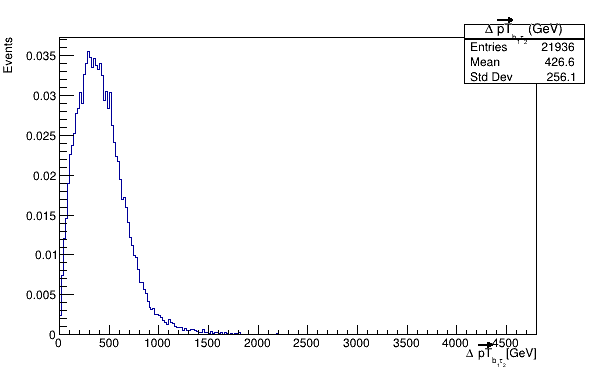 Δ pT b1τ2 (GeV)
Entries 21936
Mean 426.6
Std Dev 256.1
Events
0.035
0.03
0.025
0.02
0.015
0.01
0.005
0
0 500 1000 1500 2000 2500 3000 3500 4000 4500
Δ pT b1τ2 [GeV]